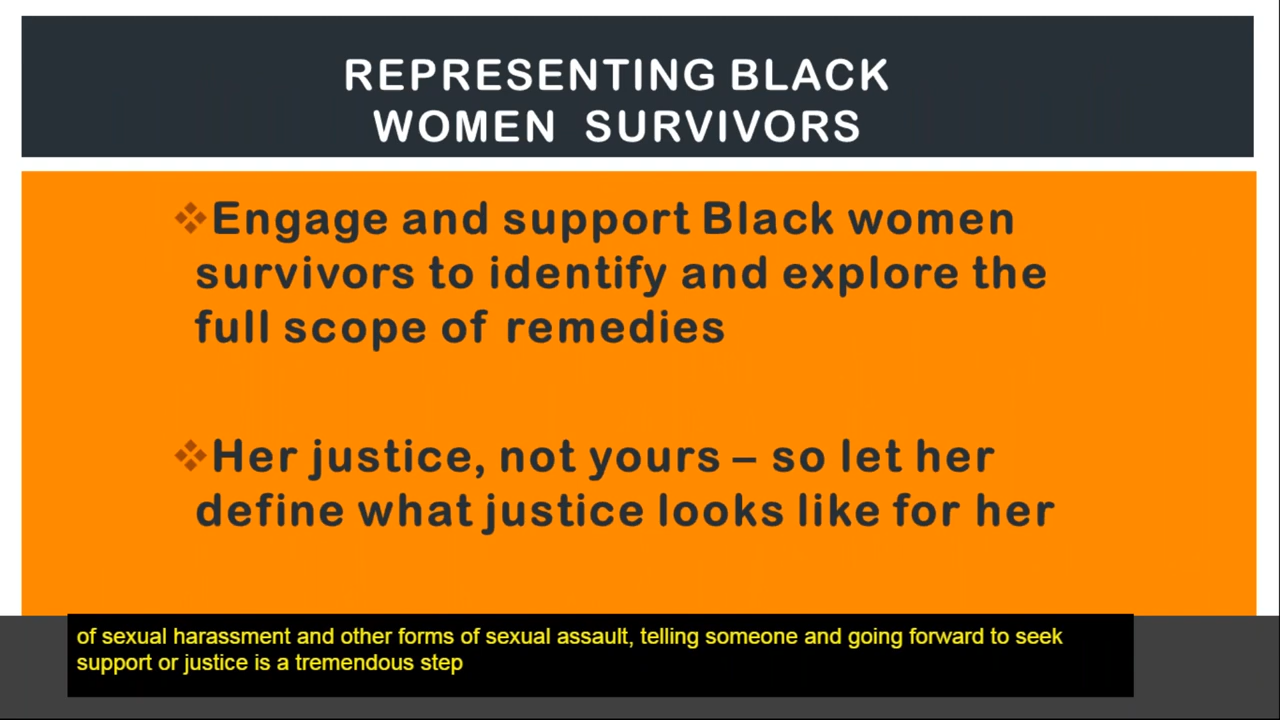 REPRESENTING BLACK
WOMEN SURVIVORS
Engage and support Black women
survivors to identify and explore the
full scope of remedies
Her justice, not yours – so let her
define what justice looks like for her
of sexual harassment and other forms of sexual assault, telling someone and going forward to seek
support or justice is a tremendous step